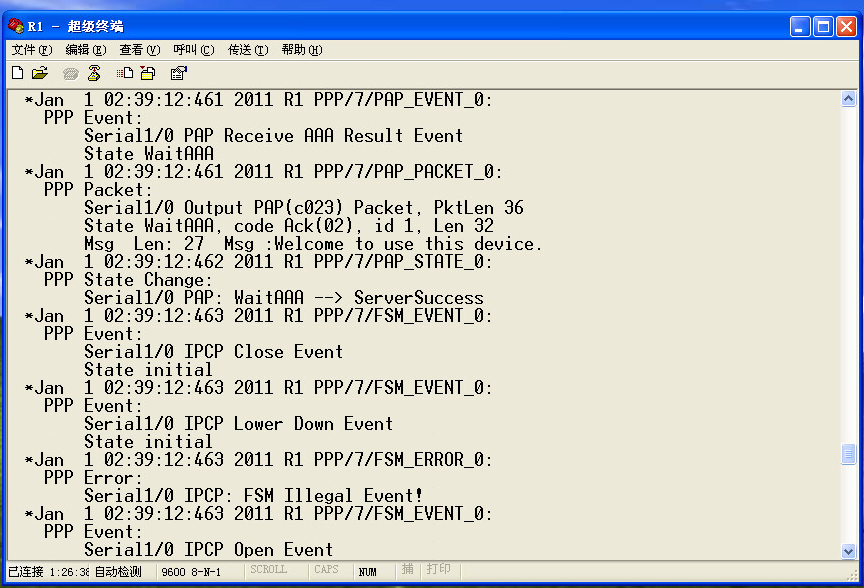 R1 - 超级终端
文件(F) 编辑(E) 查看(V) 呼叫(C) 传送(T) 帮助(H)
*Jan  1 02:39:12:461 2011 R1 PPP/7/PAP_EVENT_0:
PPP Event:
Serial1/0 PAP Receive AAA Result Event
State WaitAAA
*Jan  1 02:39:12:461 2011 R1 PPP/7/PAP_PACKET_0:
PPP Packet:
Serial1/0 Output PAP(c023) Packet, PktLen 36
State WaitAAA, code Ack(02), id 1, Len 32
Msg  Len: 27  Msg :Welcome to use this device.
*Jan  1 02:39:12:462 2011 R1 PPP/7/PAP_STATE_0:
PPP State Change:
Serial1/0 PAP: WaitAAA --> ServerSuccess
*Jan  1 02:39:12:463 2011 R1 PPP/7/FSM_EVENT_0:
PPP Event:
Serial1/0 IPCP Close Event
State initial
*Jan  1 02:39:12:463 2011 R1 PPP/7/FSM_EVENT_0:
PPP Event:
Serial1/0 IPCP Lower Down Event
State initial
*Jan  1 02:39:12:463 2011 R1 PPP/7/FSM_ERROR_0:
PPP Error:
Serial1/0 IPCP: FSM Illegal Event!
*Jan  1 02:39:12:463 2011 R1 PPP/7/FSM_EVENT_0:
PPP Event:
Serial1/0 IPCP Open Event
已连接 1:26:38 自动检测 9600 8-N-1 SCROLL CAPS NUM 捕 打印